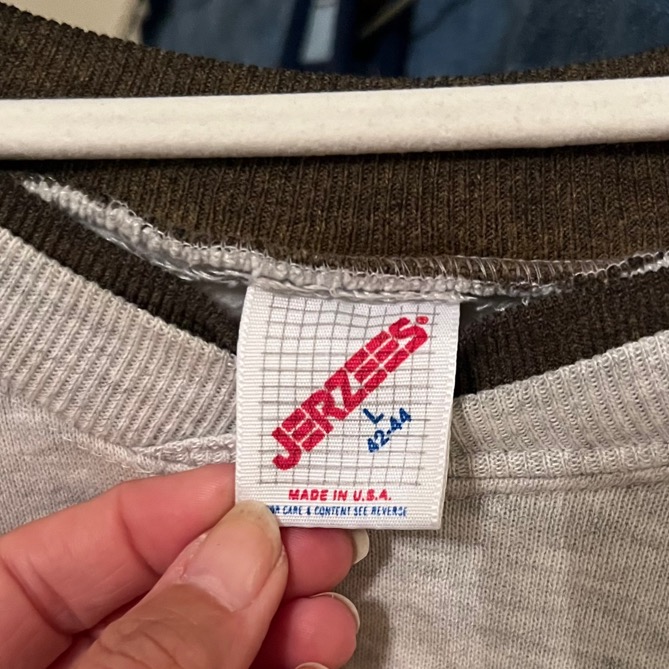 JERZEES®
L
42-44
MADE IN U.S.A.
CARE & CONTENT SEE REVERSE